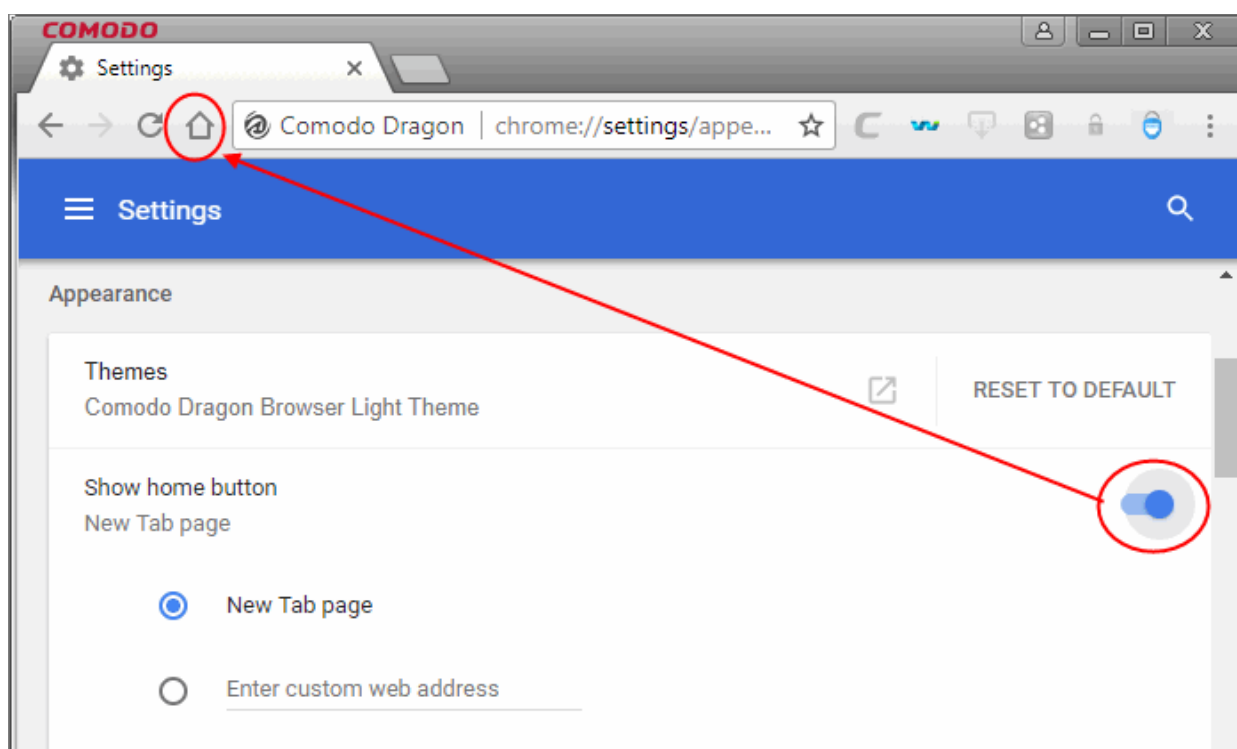 COMODO
Settings
Comodo Dragon | chrome://settings/appe...
Settings
Appearance
Themes
Comodo Dragon Browser Light Theme
RESET TO DEFAULT
Show home button
New Tab page
New Tab page
Enter custom web address